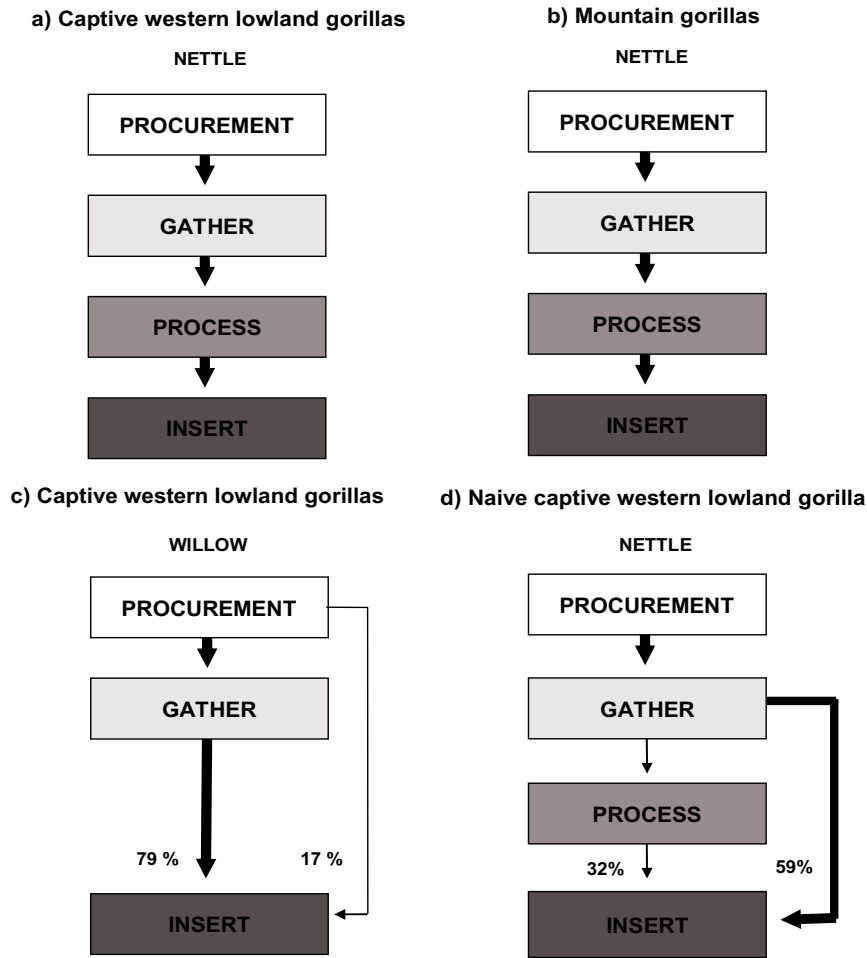 a) Captive western lowland gorillas
NETTLE
PROCUREMENT
GATHER
PROCESS
INSERT
b) Mountain gorillas
NETTLE
PROCUREMENT
GATHER
PROCESS
INSERT
c) Captive western lowland gorillas
WILLOW
PROCUREMENT
GATHER
79 %
17 %
INSERT
d) Naive captive western lowland gorilla
NETTLE
PROCUREMENT
GATHER
PROCESS
32%
59%
INSERT